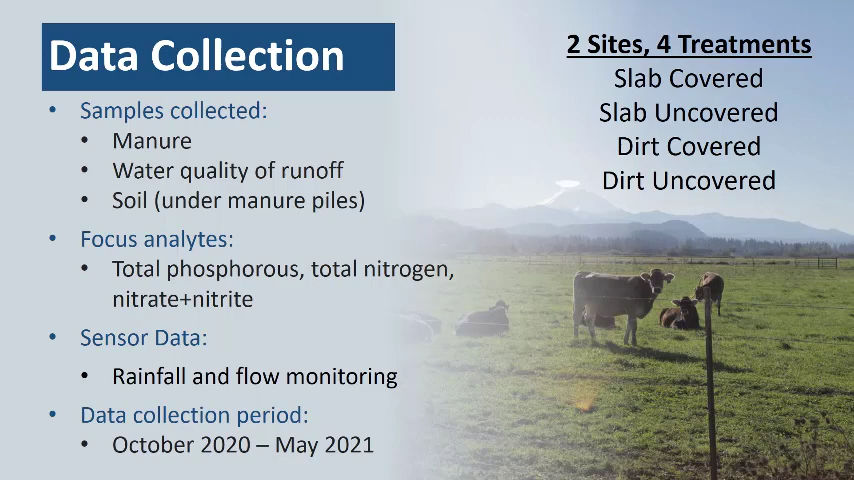 Data Collection
• Samples collected:
• Manure
• Water quality of runoff
• Soil (under manure piles)
• Focus analytes:
• Total phosphorous, total nitrogen,
nitrate+nitrite
• Sensor Data:
• Rainfall and flow monitoring
• Data collection period:
• October 2020 – May 2021
2 Sites, 4 Treatments
Slab Covered
Slab Uncovered
Dirt Covered
Dirt Uncovered